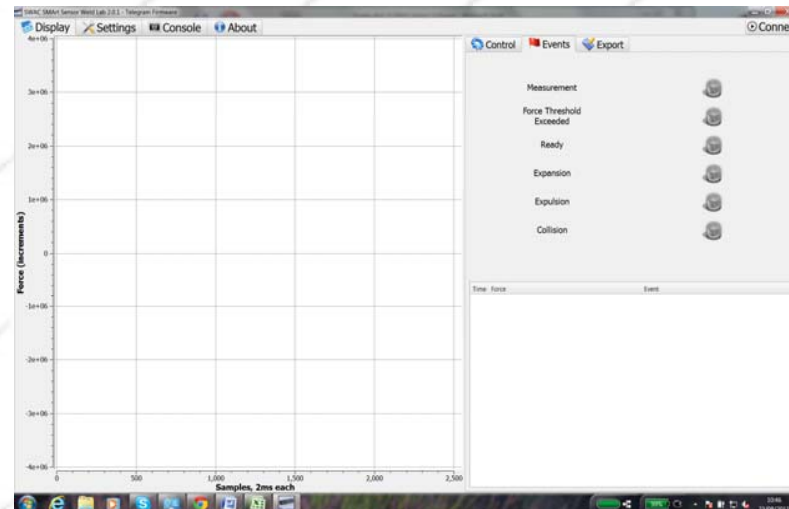 SWAC SMArt Sensor Weld Lab 2.0.1 - Telegram Firmware
Display Settings Console About Conne
Control Events Export
4e+06
3e+06
2e+06
1e+06
0
-1e+06
-2e+06
-3e+06
-4e+06
Force (increments)
0 500 1,000 1,500 2,000 2,500
Samples, 2ms each
Measurement
Force Threshold
Exceeded
Ready
Expansion
Expulsion
Collision
Time Force Event
99%
10:46